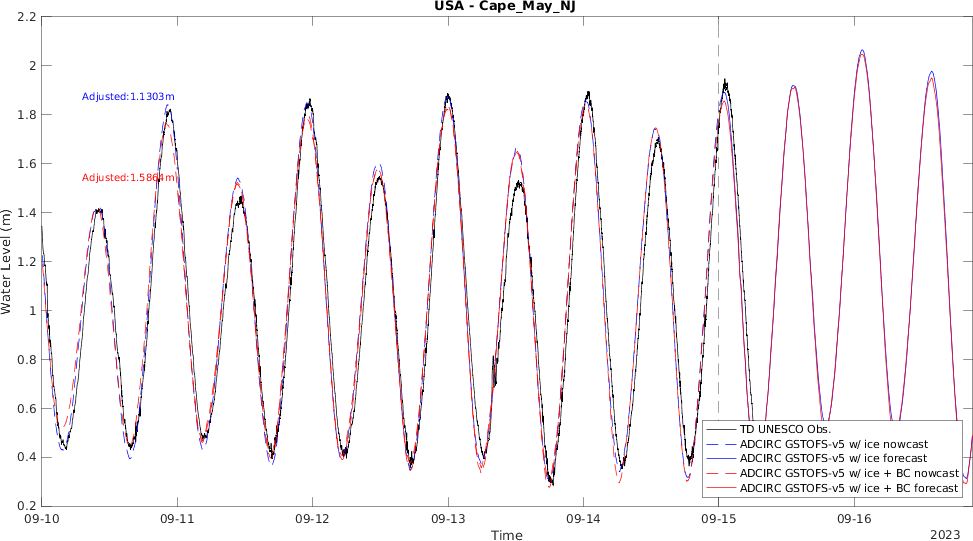 USA - Cape_May_NJ
2.2
2
1.8
1.6
1.4
1.2
1
0.8
0.6
0.4
0.2
Water Level (m)
Adjusted:1.1303m
Adjusted:1.5864m
TD UNESCO Obs.
ADCIRC GSTOFS-v5 w/ ice nowcast
ADCIRC GSTOFS-v5 w/ ice forecast
ADCIRC GSTOFS-v5 w/ ice + BC nowcast
ADCIRC GSTOFS-v5 w/ ice + BC forecast
09-10 09-11 09-12 09-13 09-14 09-15 09-16
Time
2023